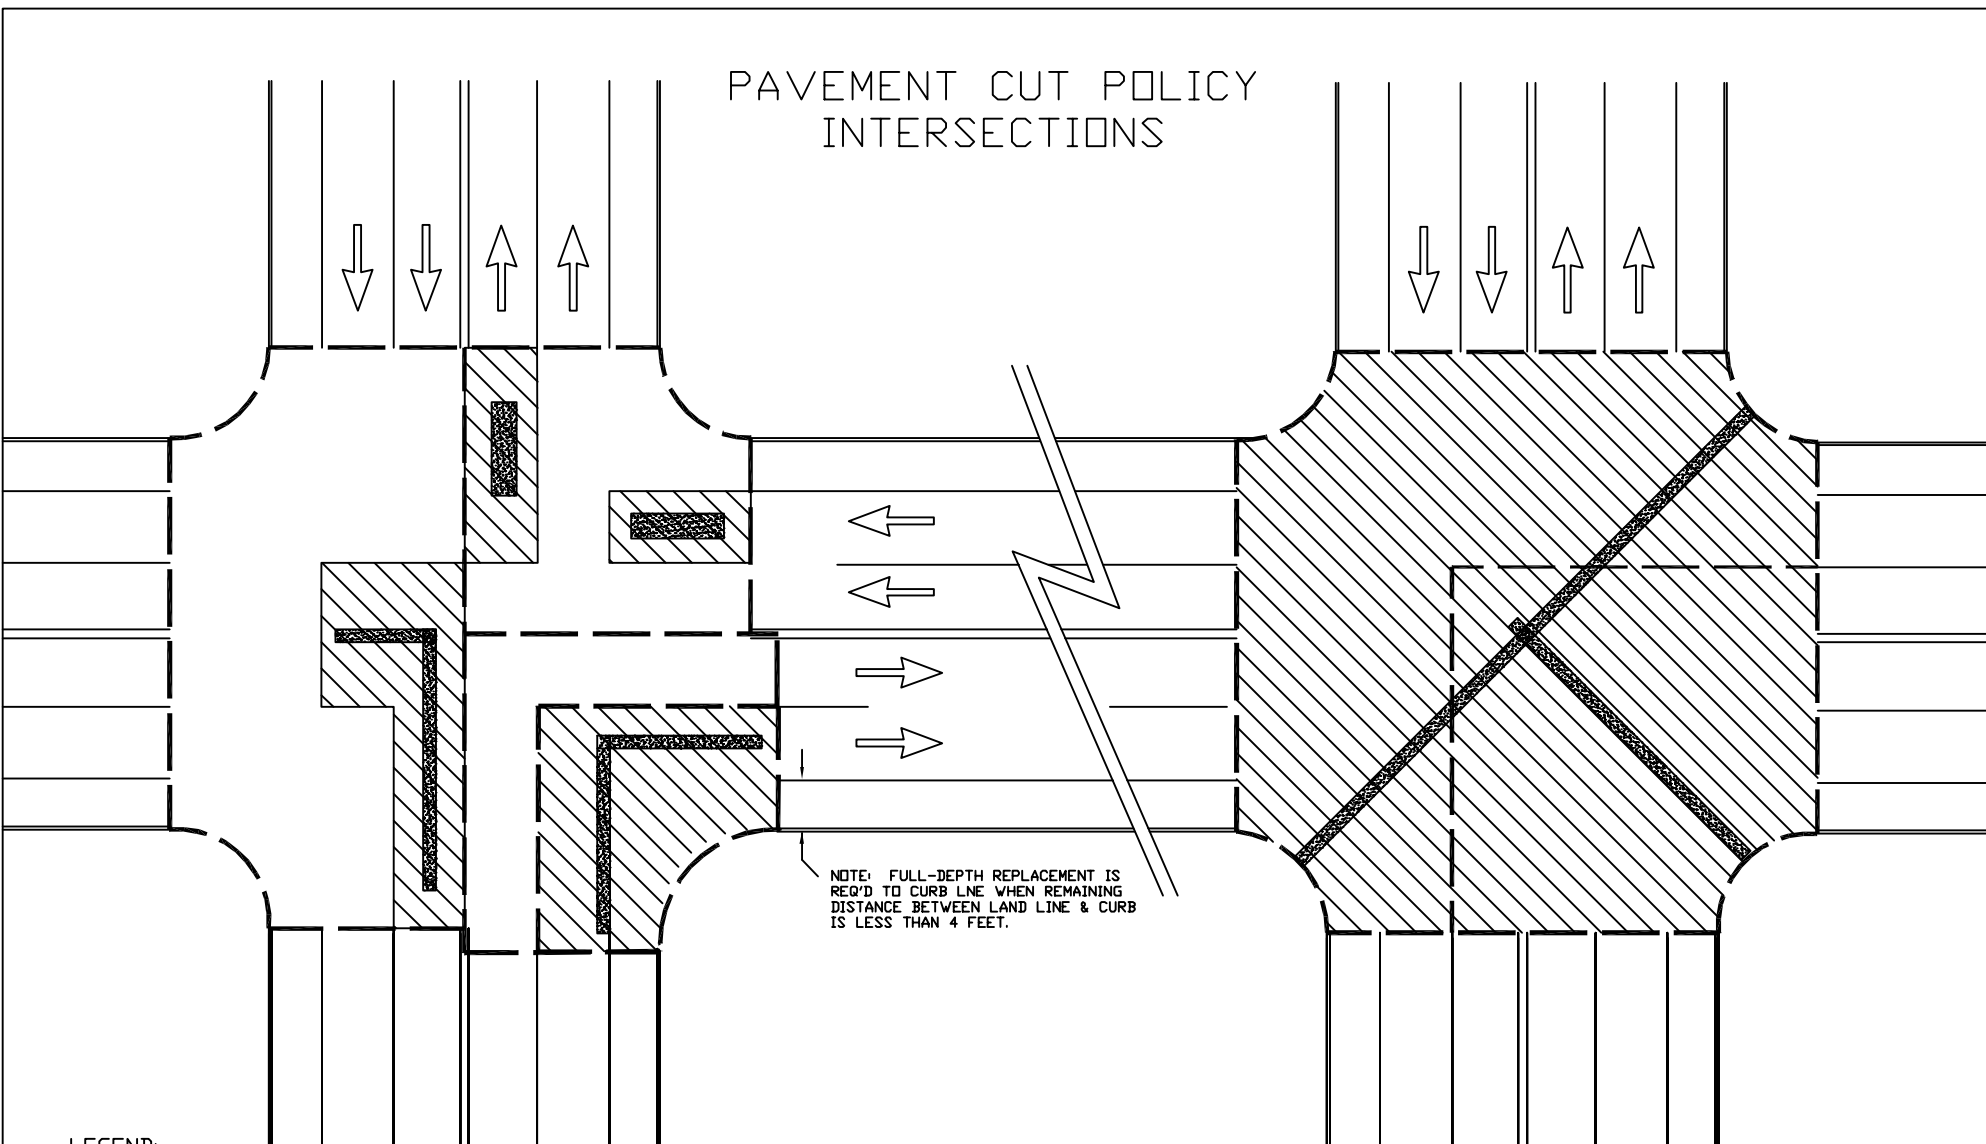 PAVEMENT CUT POLICY
INTERSECTIONS
NOTE: FULL-DEPTH REPLACEMENT IS
REQ'D TO CURB LNE WHEN REMAINING
DISTANCE BETWEEN LAND LINE & CURB
IS LESS THAN 4 FEET.
LEGEND: